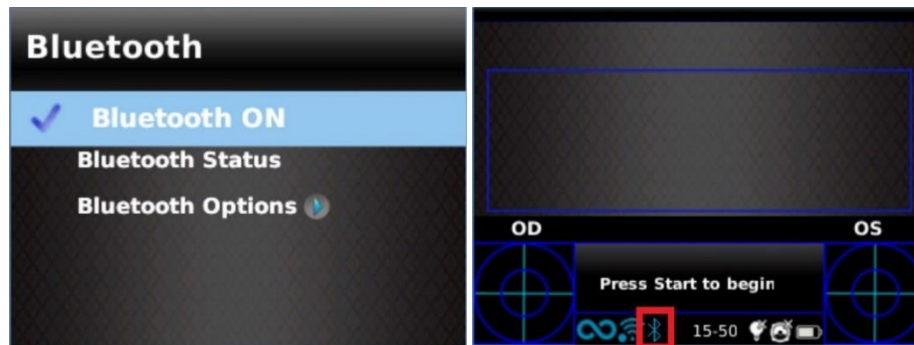 Bluetooth
Bluetooth ON
Bluetooth Status
Bluetooth Options
OD
OS
Press Start to begin
15-50